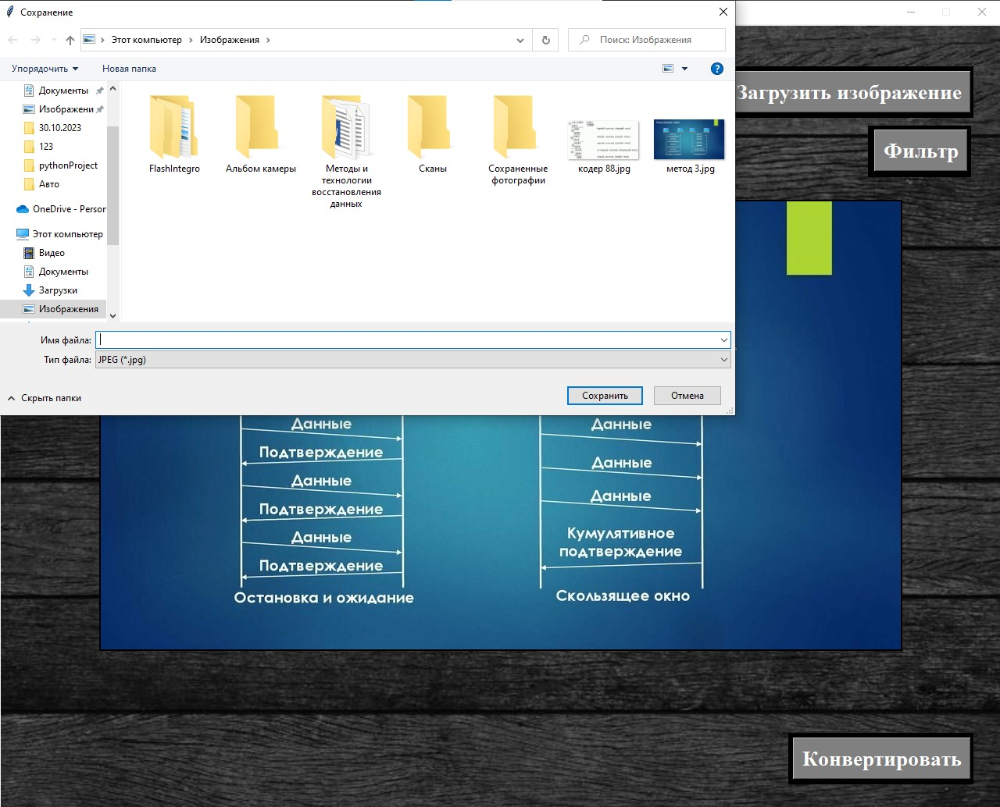 Сохранение
Этот компьютер
Изображения
Поиск: Изображения
Упорядочить
Новая папка
Документы
Изображени
30.10.2023
123
pythonProject
Авто
OneDrive - Person
Этот компьютер
Видео
Документы
Загрузки
Изображения
FlashIntegro
Альбом камеры
Методы и
технологии
восстановления
данных
Сканы
Сохраненные
фотографии
кодер 88.jpg
метод 3.jpg
Имя файла:
Тип файла:
JPEG (*.jpg)
Скрыть папки
Сохранить
Отмена
Загрузить изображение
Фильтр
Данные
Подтверждение
Данные
Подтверждение
Данные
Подтверждение
Остановка и ожидание
Данные
Данные
Данные
Кумулятивное
подтверждение
Скользящее окно
Конвертировать